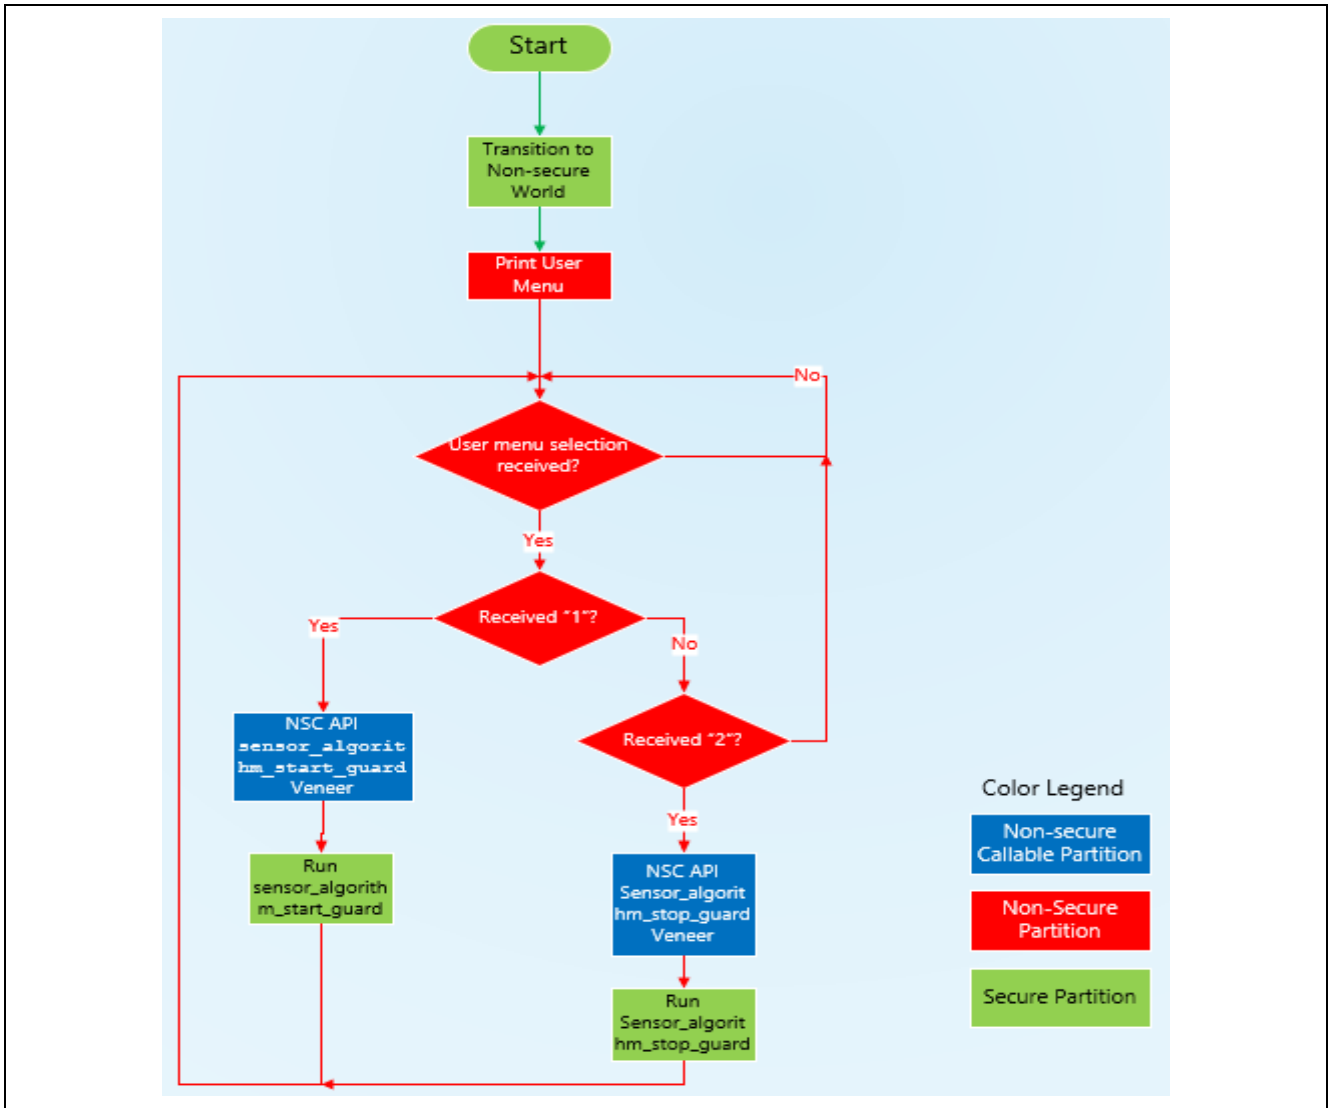 Start
Transition to
Non-secure
World
Print User
Menu
No
User menu selection
received?
Yes
Received “1”?
Yes
No
NSC API
sensor_algorit
hm_start_guard
Veneer
Received “2”?
Yes
Run
sensor_algorith
m_start_guard
NSC API
Sensor_algorit
hm_stop_guard
Veneer
Run
Sensor_algorit
hm_stop_guard
Color Legend
Non-secure
Callable Partition
Non-Secure
Partition
Secure Partition